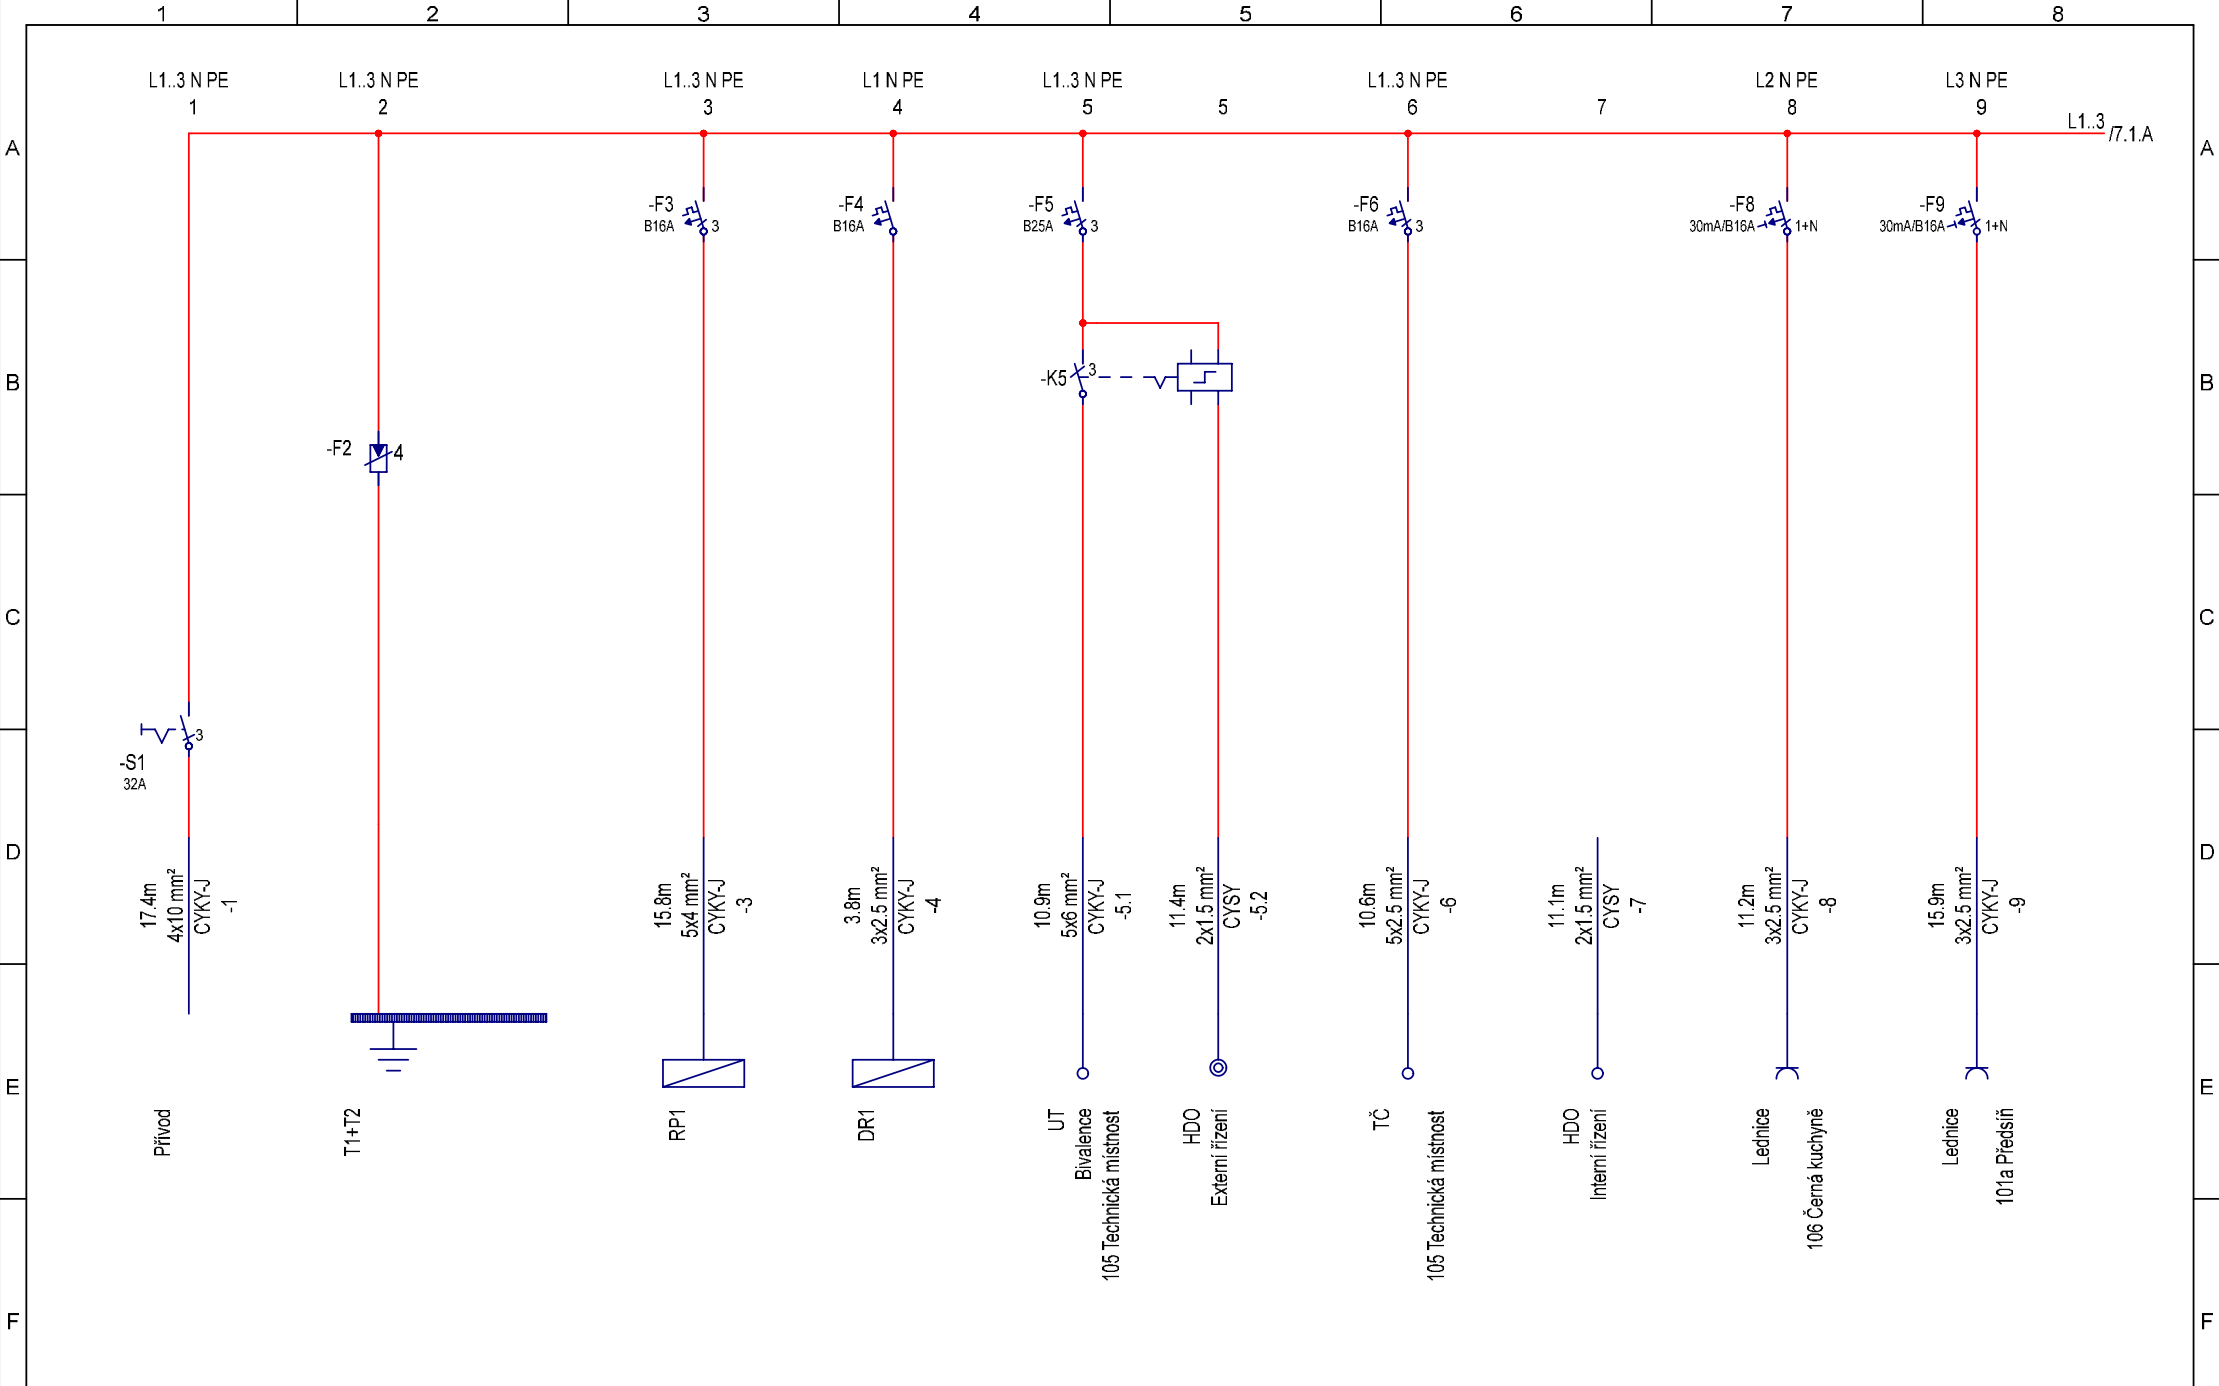 1 2 3 4 5 6 7 8
L1..3 N PE L1..3 N PE L1..3 N PE L1 N PE L1..3 N PE L1..3 N PE L2 N PE L3 N PE
1 2 3 4 5 5 6 7 8 9
L1..3
/7.1.A
A A
-F3 -F4 -F5 -F6 -F8 -F9
B16A 3 B16A B25A 3 B16A 3 30mA/B16A 1+N 30mA/B16A 1+N
B B
-K5 3
-F2 4
C C
3
-S1
32A
D D
17.4m
4x10 mm²
CYKY-J
-1
15.8m
5x4 mm²
CYKY-J
-3
3.8m
3x2.5 mm²
CYKY-J
-4
10.9m
5x6 mm²
CYKY-J
-5.1
11.4m
2x1.5 mm²
CYSY
-5.2
10.6m
5x2.5 mm²
CYKY-J
-6
11.1m
2x1.5 mm²
CYSY
-7
11.2m
3x2.5 mm²
CYKY-J
-8
15.9m
3x2.5 mm²
CYKY-J
-9
E E
Přívod
T1+T2
RP1
DR1
UT
Bivalence
105 Technická místnost
HDO
Externí řízení
TČ
105 Technická místnost
HDO
Interní řízení
Lednice
106 Černá kuchyně
Lednice
101a Předsíň
F F